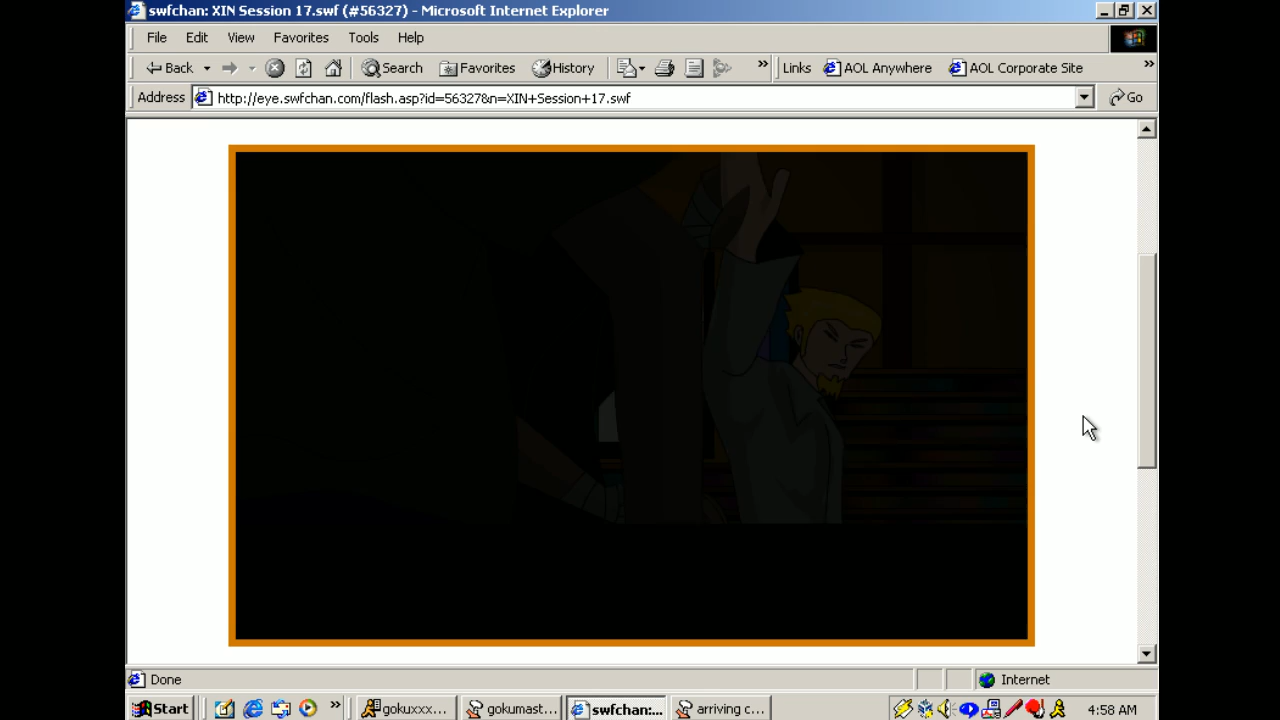 swfchan: XIN Session 17.swf (#56327) - Microsoft Internet Explorer
File Edit View Favorites Tools Help
Back Search Favorites History » Links AOL Anywhere AOL Corporate Site »
Address http://eye.swfchan.com/flash.asp?id=56327&n=XIN+Session+17.swf Go
Done Internet
Start » gokuxxx... gokumast... swfchan:... arriving c... 4:58 AM